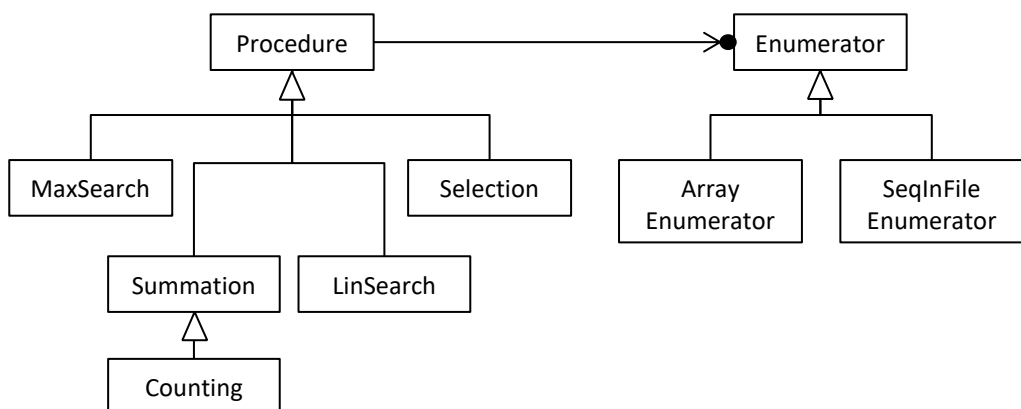 Procedure
Enumerator
MaxSearch
Selection
Array
Enumerator
SeqInFile
Enumerator
Summation
LinSearch
Counting